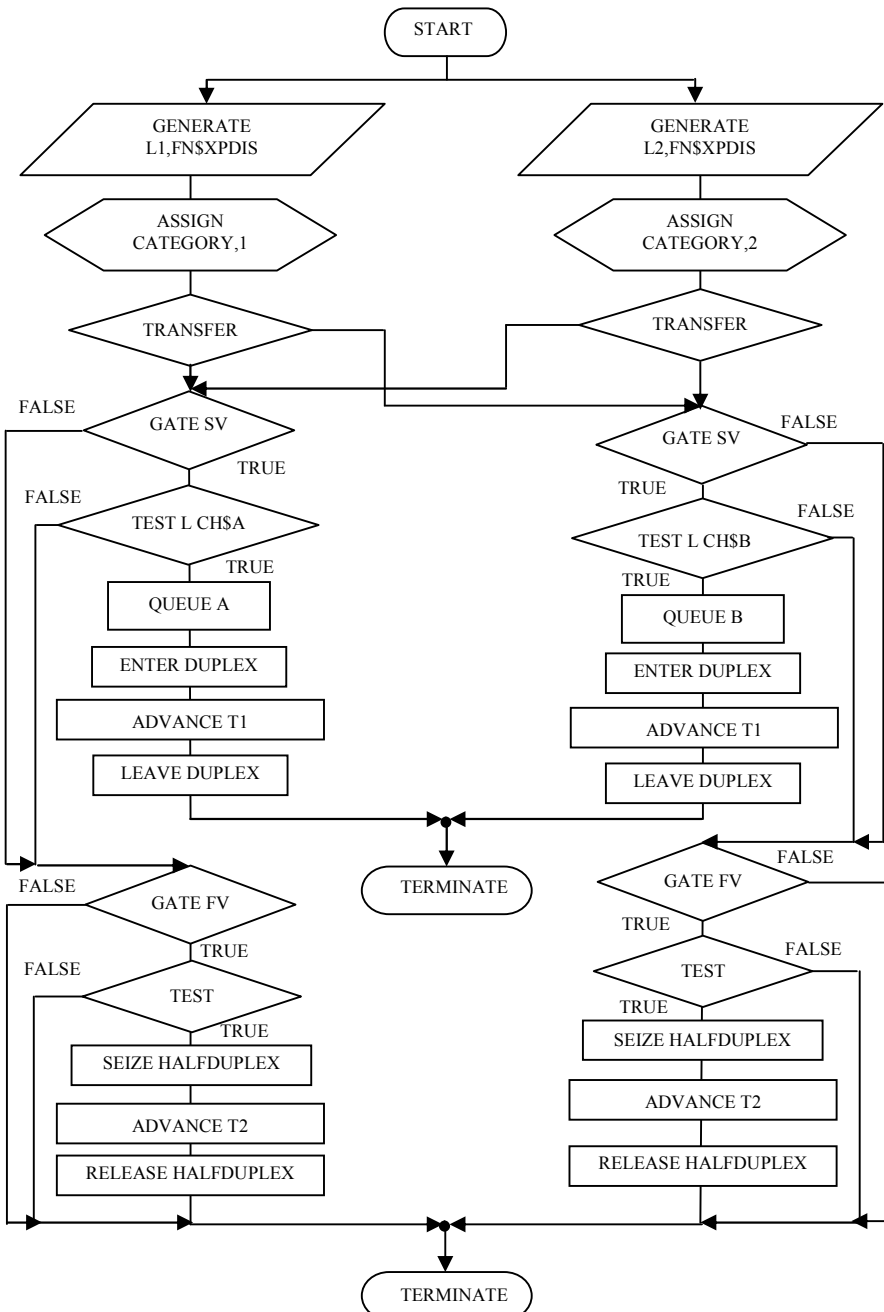 START
GENERATE
L1,FN$XPDIS
GENERATE
L2,FN$XPDIS
ASSIGN
CATEGORY,1
ASSIGN
CATEGORY,2
TRANSFER
TRANSFER
FALSE
GATE SV
TRUE
GATE SV
FALSE
TRUE
FALSE
TEST L CH$A
TRUE
TEST L CH$B
FALSE
TRUE
QUEUE A
QUEUE B
ENTER DUPLEX
ENTER DUPLEX
ADVANCE T1
ADVANCE T1
LEAVE DUPLEX
LEAVE DUPLEX
TERMINATE
FALSE
GATE FV
TRUE
GATE FV
FALSE
TRUE
FALSE
TEST
TRUE
TEST
FALSE
TRUE
SEIZE HALFDUPLEX
SEIZE HALFDUPLEX
ADVANCE T2
ADVANCE T2
RELEASE HALFDUPLEX
RELEASE HALFDUPLEX
TERMINATE